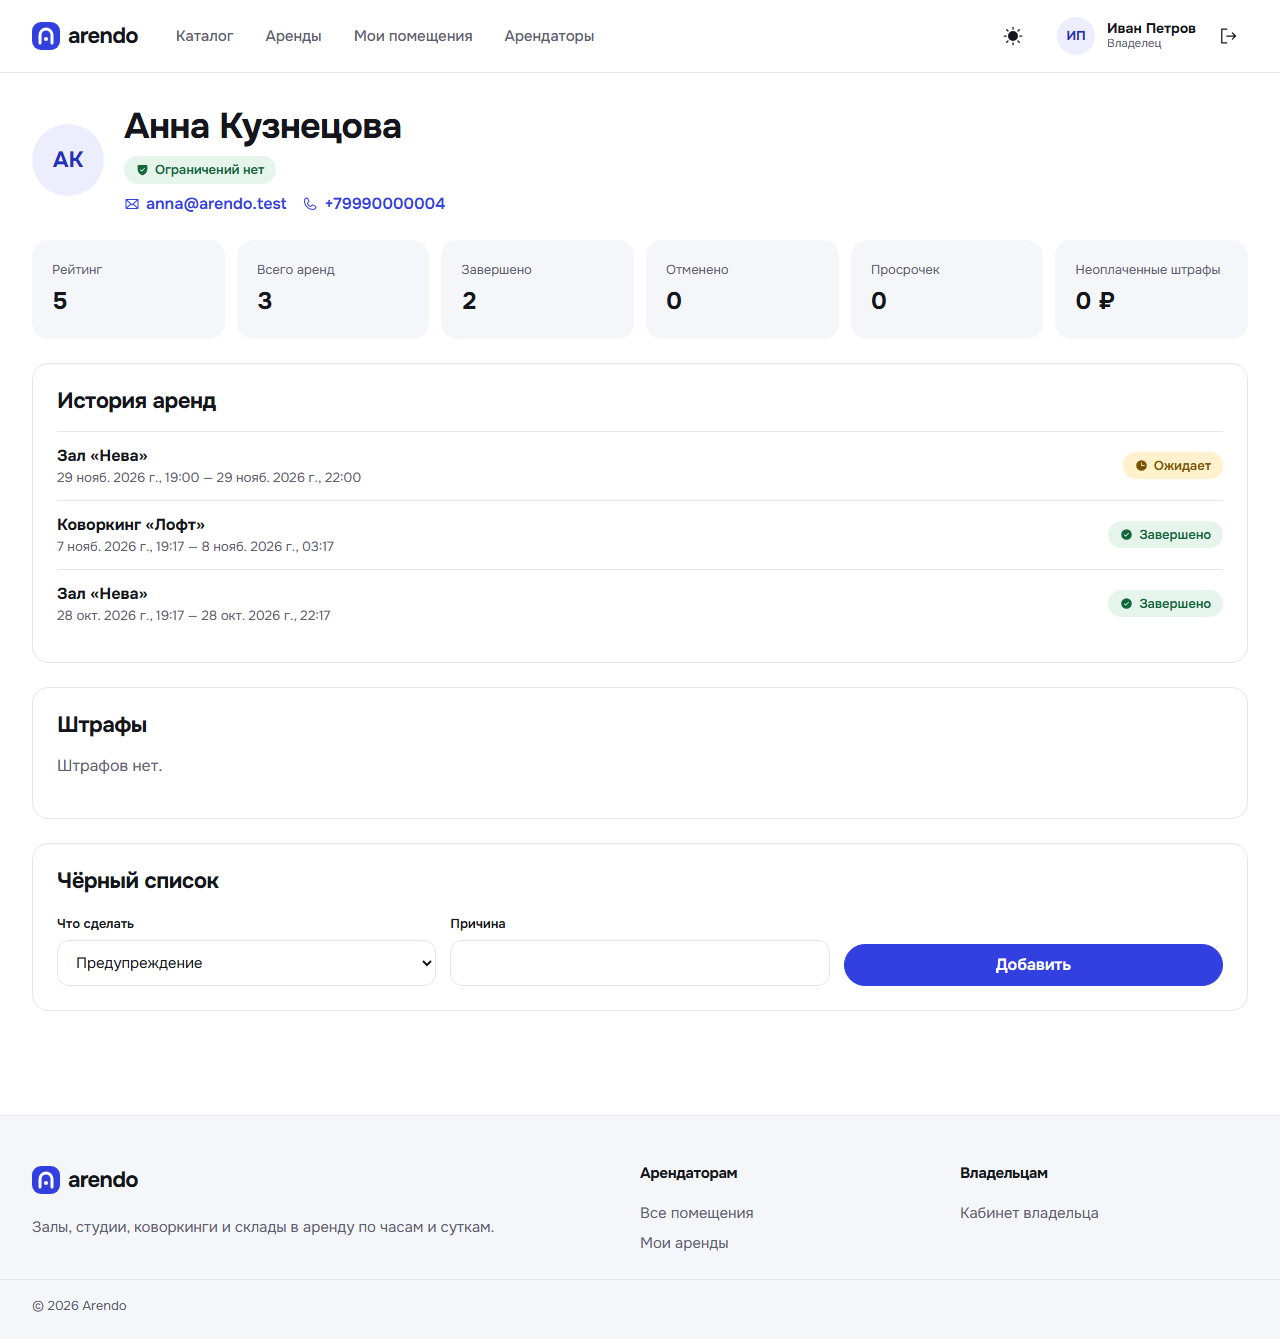 arendo
Каталог
Аренды
Мои помещения
Арендаторы
ИП
Иван Петров
Владелец
АК
Анна Кузнецова
Ограничений нет
anna@arendo.test
+79990000004
Рейтинг
5
Всего аренд
3
Завершено
2
Отменено
0
Просрочек
0
Неоплаченные штрафы
0 ₽
История аренд
Зал «Нева»
29 нояб. 2026 г., 19:00 — 29 нояб. 2026 г., 22:00
Ожидает
Коворкинг «Лофт»
7 нояб. 2026 г., 19:17 — 8 нояб. 2026 г., 03:17
Завершено
Зал «Нева»
28 окт. 2026 г., 19:17 — 28 окт. 2026 г., 22:17
Завершено
Штрафы
Штрафов нет.
Чёрный список
Что сделать
Предупреждение
Причина
Добавить
arendo
Залы, студии, коворкинги и склады в аренду по часам и суткам.
Арендаторам
Все помещения
Мои аренды
Владельцам
Кабинет владельца
© 2026 Arendo